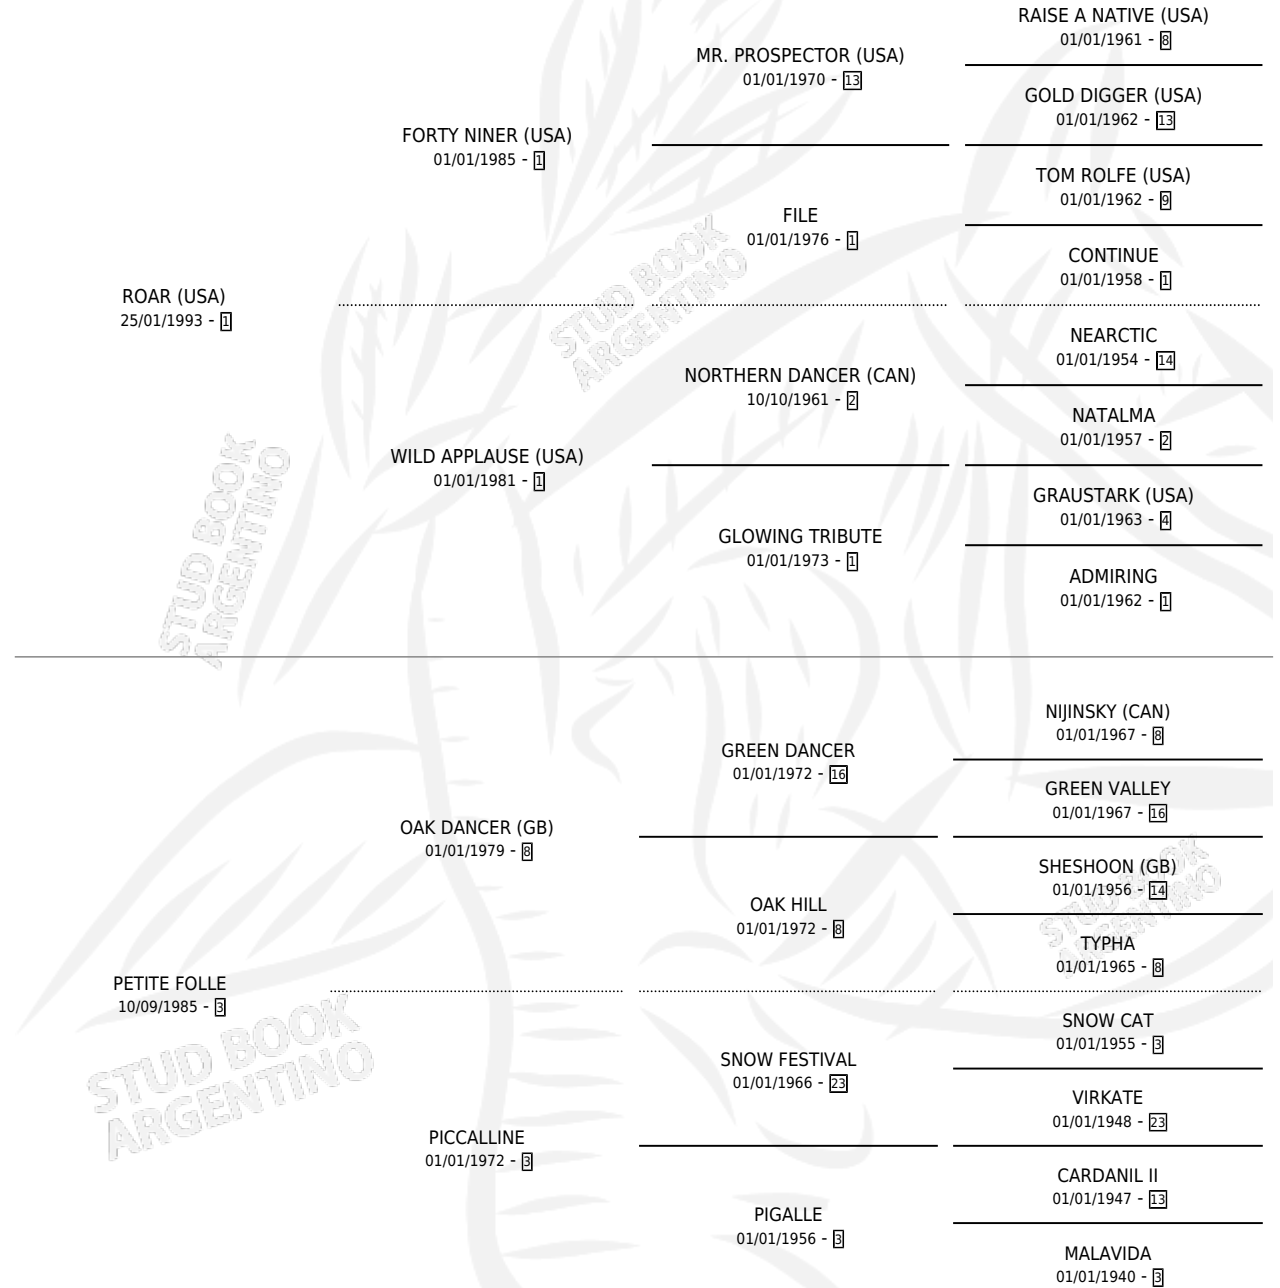 RAISE A NATIVE (USA)
01/01/1961 - 8
MR. PROSPECTOR (USA)
01/01/1970 - 13
GOLD DIGGER (USA)
01/01/1962 - 13
FORTY NINER (USA)
01/01/1985 - 1
TOM ROLFE (USA)
01/01/1962 - 9
FILE
01/01/1976 - 1
CONTINUE
01/01/1958 - 1
ROAR (USA)
25/01/1993 - 1
NEARCTIC
01/01/1954 - 14
NORTHERN DANCER (CAN)
10/10/1961 - 2
NATALMA
01/01/1957 - 2
WILD APPLAUSE (USA)
01/01/1981 - 1
GRAUSTARK (USA)
01/01/1963 - 4
GLOWING TRIBUTE
01/01/1973 - 1
ADMIRING
01/01/1962 - 1
NIJINSKY (CAN)
01/01/1967 - 8
GREEN DANCER
01/01/1972 - 16
GREEN VALLEY
01/01/1967 - 16
OAK DANCER (GB)
01/01/1979 - 8
SHESHOON (GB)
01/01/1956 - 14
OAK HILL
01/01/1972 - 8
TYPHA
01/01/1965 - 8
PETITE FOLLE
10/09/1985 - 3
SNOW CAT
01/01/1955 - 3
SNOW FESTIVAL
01/01/1966 - 23
VIRKATE
01/01/1948 - 23
PICCALLINE
01/01/1972 - 3
CARDANIL II
01/01/1947 - 13
PIGALLE
01/01/1956 - 3
MALAVIDA
01/01/1940 - 3
STUD BOOK
ARGENTINO
STUD BOOK
ARGENTINO
STUD BOOK
ARGENTINO
STUD BOOK
ARGENTINO